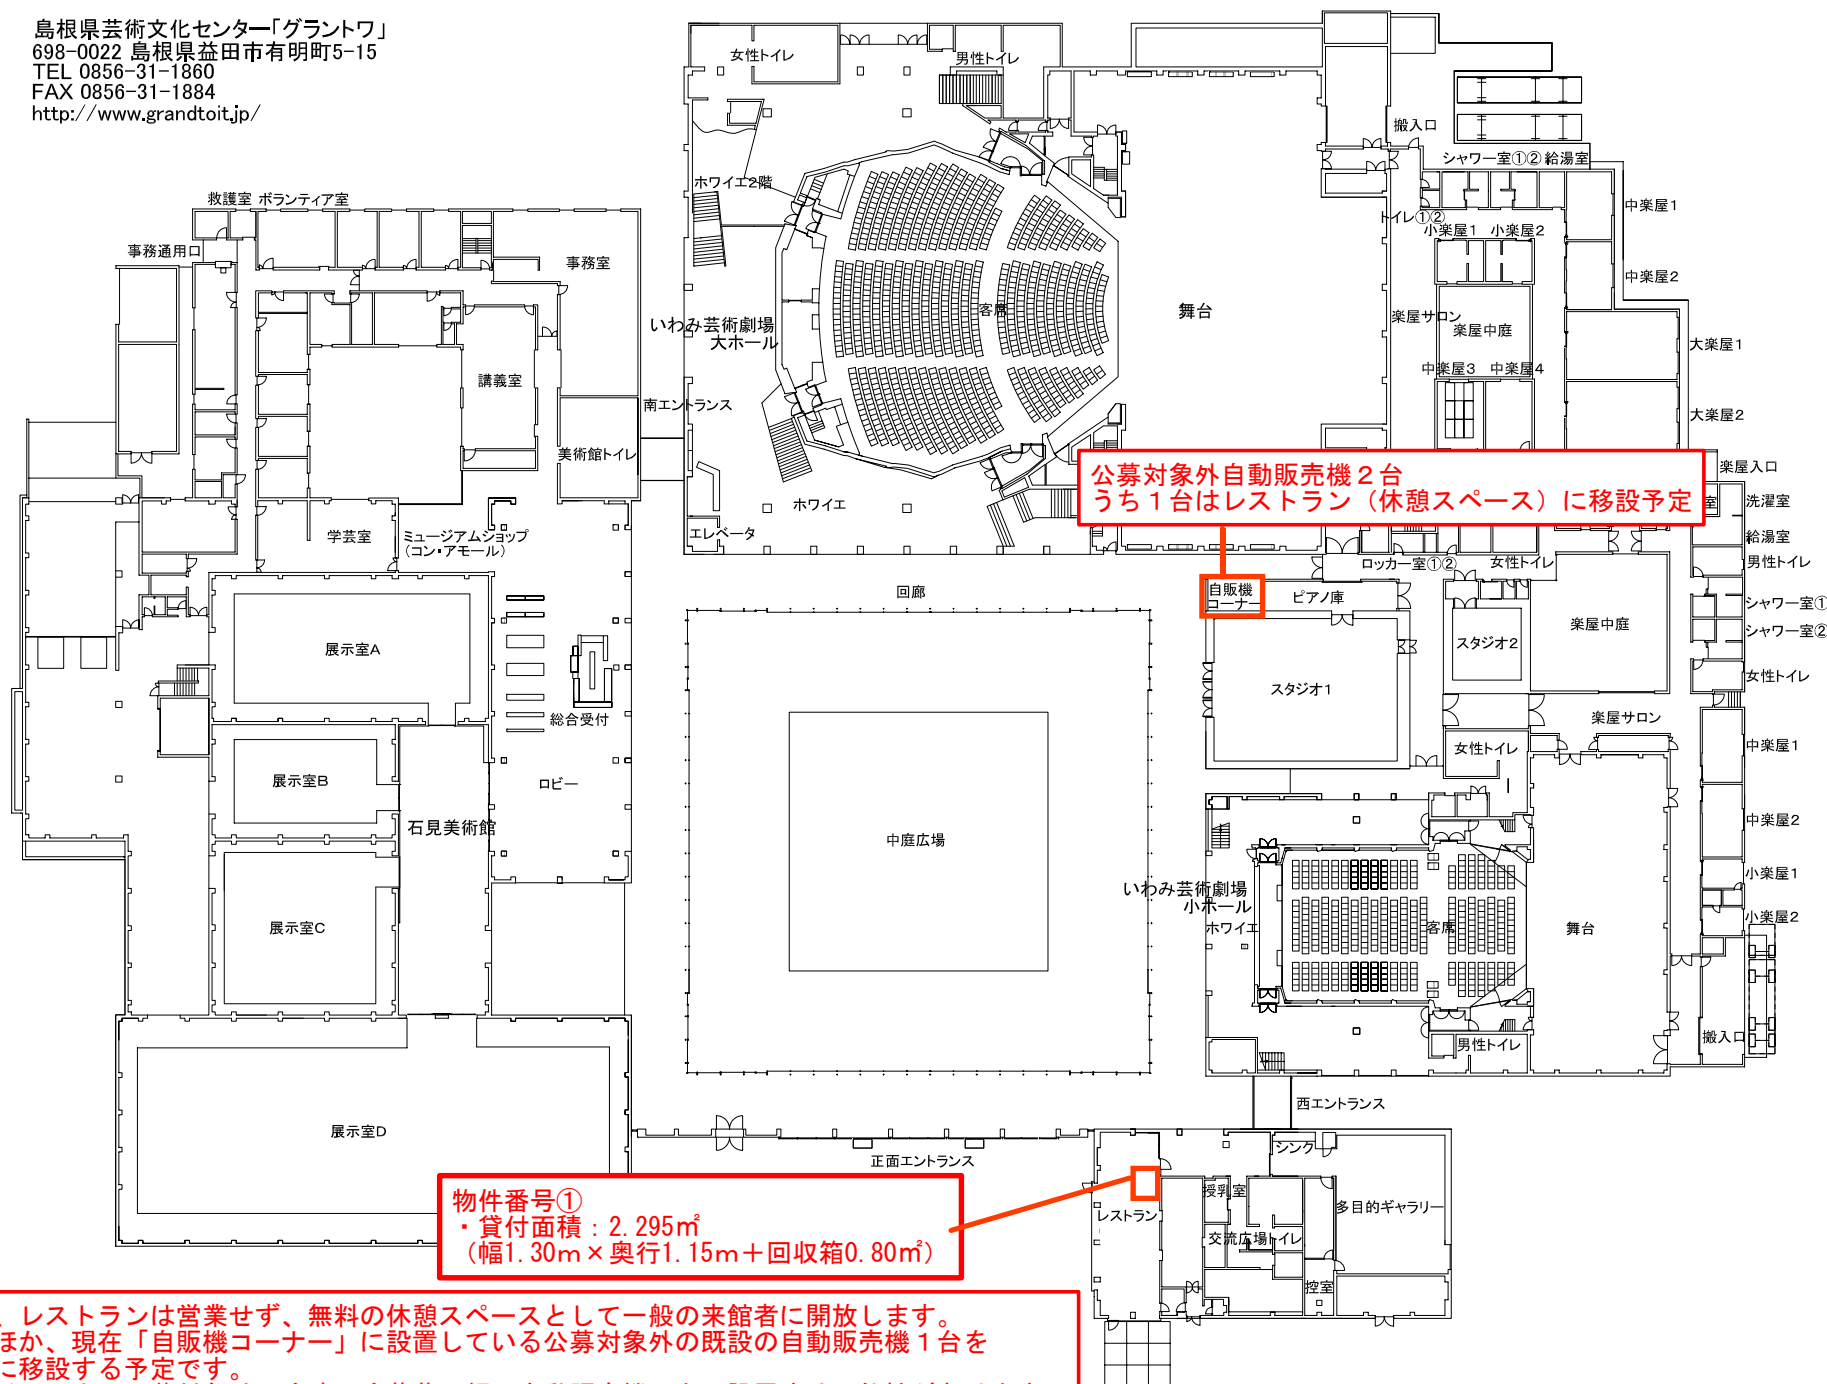 島根県芸術文化センター「グラントワ」
698-0022 島根県益田市有明町5-15
TEL 0856-31-1860
FAX 0856-31-1884
http://www.grandtoit.jp/
女性トイレ
男性トイレ
搬入口
シャワー室①② 給湯室
ホワイエ2階
救護室 ボランティア室
中楽屋1
トイレ①②
小楽屋1 小楽屋2
事務通用口
事務室
中楽屋2
客席
舞台
いわみ芸術劇場
大ホール
楽屋サロン
楽屋中庭
大楽屋1
講義室
中楽屋3 中楽屋4
南エントランス
大楽屋2
美術館トイレ
公募対象外自動販売機２台
うち１台はレストラン（休憩スペース）に移設予定
楽屋入口
室
洗濯室
ホワイエ
エレベータ
学芸室
ミュージアムショップ
（コン・アモール）
給湯室
ロッカー室①②
女性トイレ
男性トイレ
回廊
自販機
コーナー
ピアノ庫
シャワー室①
楽屋中庭
シャワー室②
展示室A
スタジオ2
女性トイレ
スタジオ1
総合受付
楽屋サロン
女性トイレ
中楽屋1
展示室B
ロビー
石見美術館
中庭広場
中楽屋2
いわみ芸術劇場
小ホール
小楽屋1
展示室C
ホワイエ
客席
舞台
小楽屋2
男性トイレ
搬入口
西エントランス
展示室D
正面エントランス
シンク
物件番号①
・貸付面積：2.295㎡
（幅1.30ｍ×奥行1.15ｍ＋回収箱0.80㎡）
授乳室
レストラン
多目的ギャラリー
交流広場トイレ
控室
、レストランは営業せず、無料の休憩スペースとして一般の来館者に開放します。
ほか、現在「自販機コーナー」に設置している公募対象外の既設の自動販売機１台を
に移設する予定です。